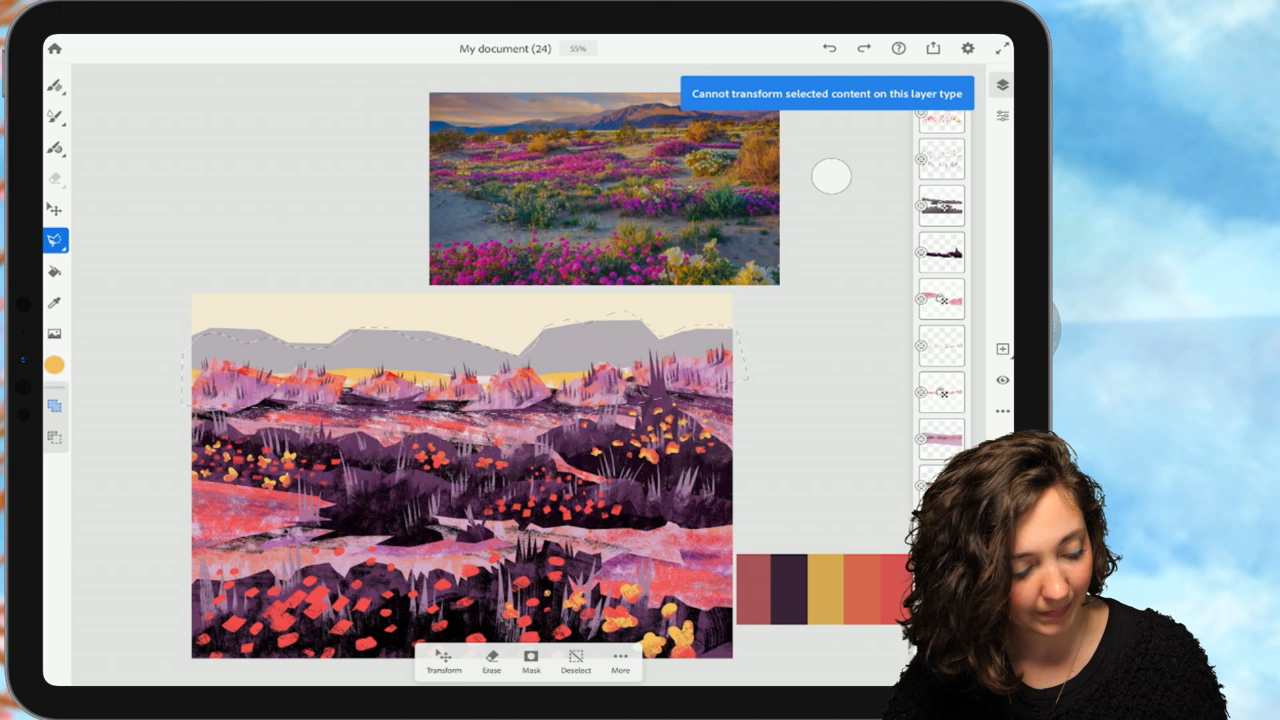 My document (24) 55%
Cannot transform selected content on this layer type
Transform Erase Mask Deselect More